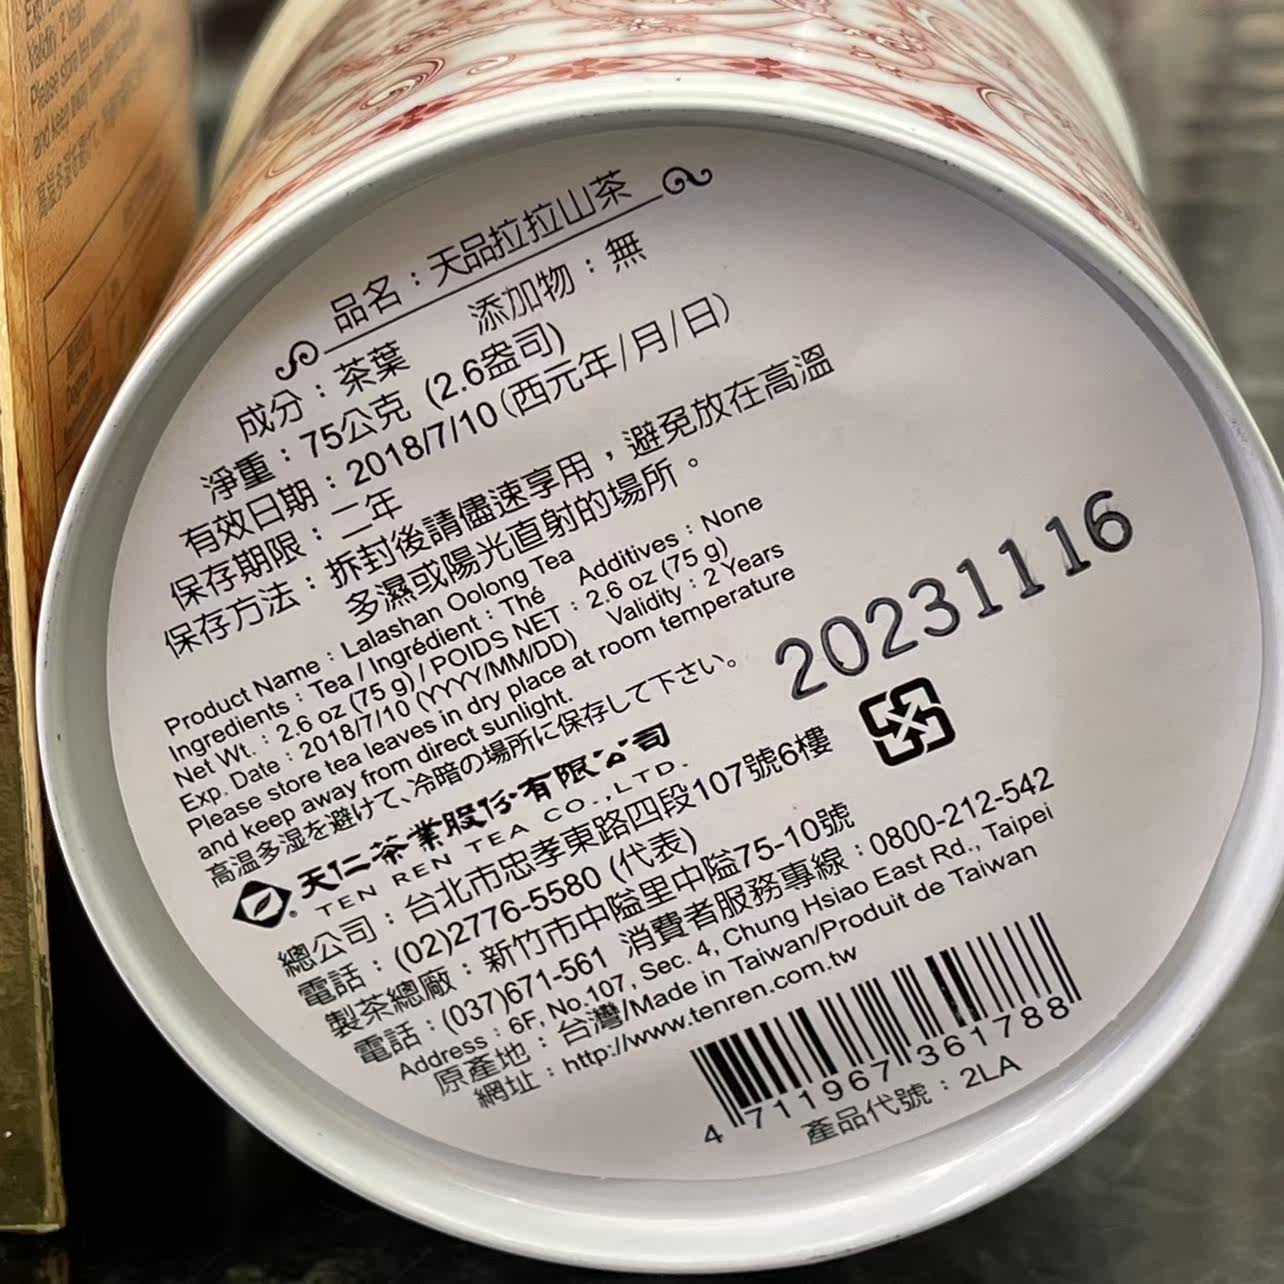 品名：天品拉拉山茶
成分：茶葉 添加物：無
淨重：75公克 (2.6盎司)
有效日期：2018/7/10(西元年/月/日)
保存期限：二年
保存方法：拆封後請儘速享用，避免放在高溫
多濕或陽光直射的場所。
Product Name : Lalashan Oolong Tea
Ingredients : Tea / Ingrédient : Thé Additives : None
Net Wt. : 2.6 oz (75 g) / POIDS NET : 2.6 oz (75 g)
Exp. Date : 2018/7/10 (YYYY/MM/DD) Validity : 2 Years
Please store tea leaves in dry place at room temperature
and keep away from direct sunlight.
高温多湿を避けて、冷暗の場所に保存して下さい。
20231116
天仁茶業股份有限公司
TEN REN TEA CO.,LTD.
總公司：台北市忠孝東路四段107號6樓
電話：(02)2776-5580 (代表)
製茶總廠：新竹市中隘里中隘75-10號
電話：(037)671-561 消費者服務專線：0800-212-542
Address : 6F, No.107, Sec. 4, Chung Hsiao East Rd., Taipei
原產地：台灣/Made in Taiwan/Produit de Taiwan
網址：http://www.tenren.com.tw
4 711967 361788
產品代號：2LA
Please store tea
and keep away